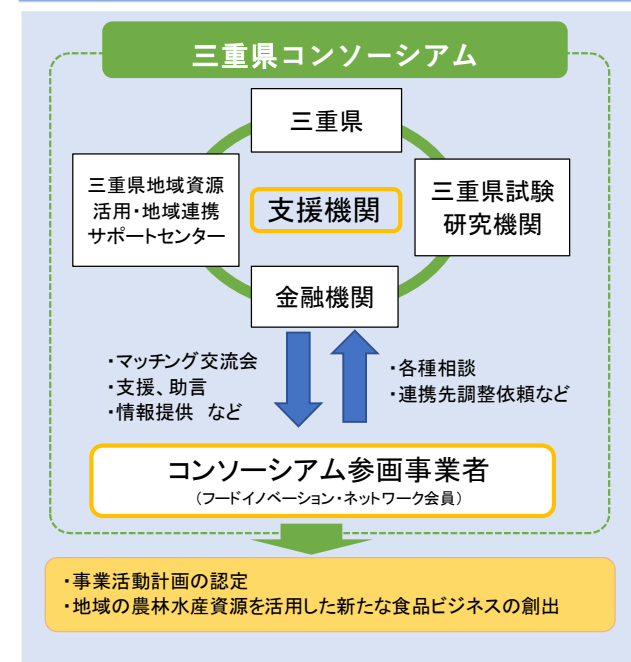 三重県コンソーシアム
三重県
三重県地域資源
活用・地域連携
サポートセンター
支援機関
三重県試験
研究機関
金融機関
・マッチング交流会
・支援、助言
・情報提供　など
・各種相談
・連携先調整依頼など
コンソーシアム参画事業者
（フードイノベーション・ネットワーク会員）
・事業活動計画の認定
・地域の農林水産資源を活用した新たな食品ビジネスの創出